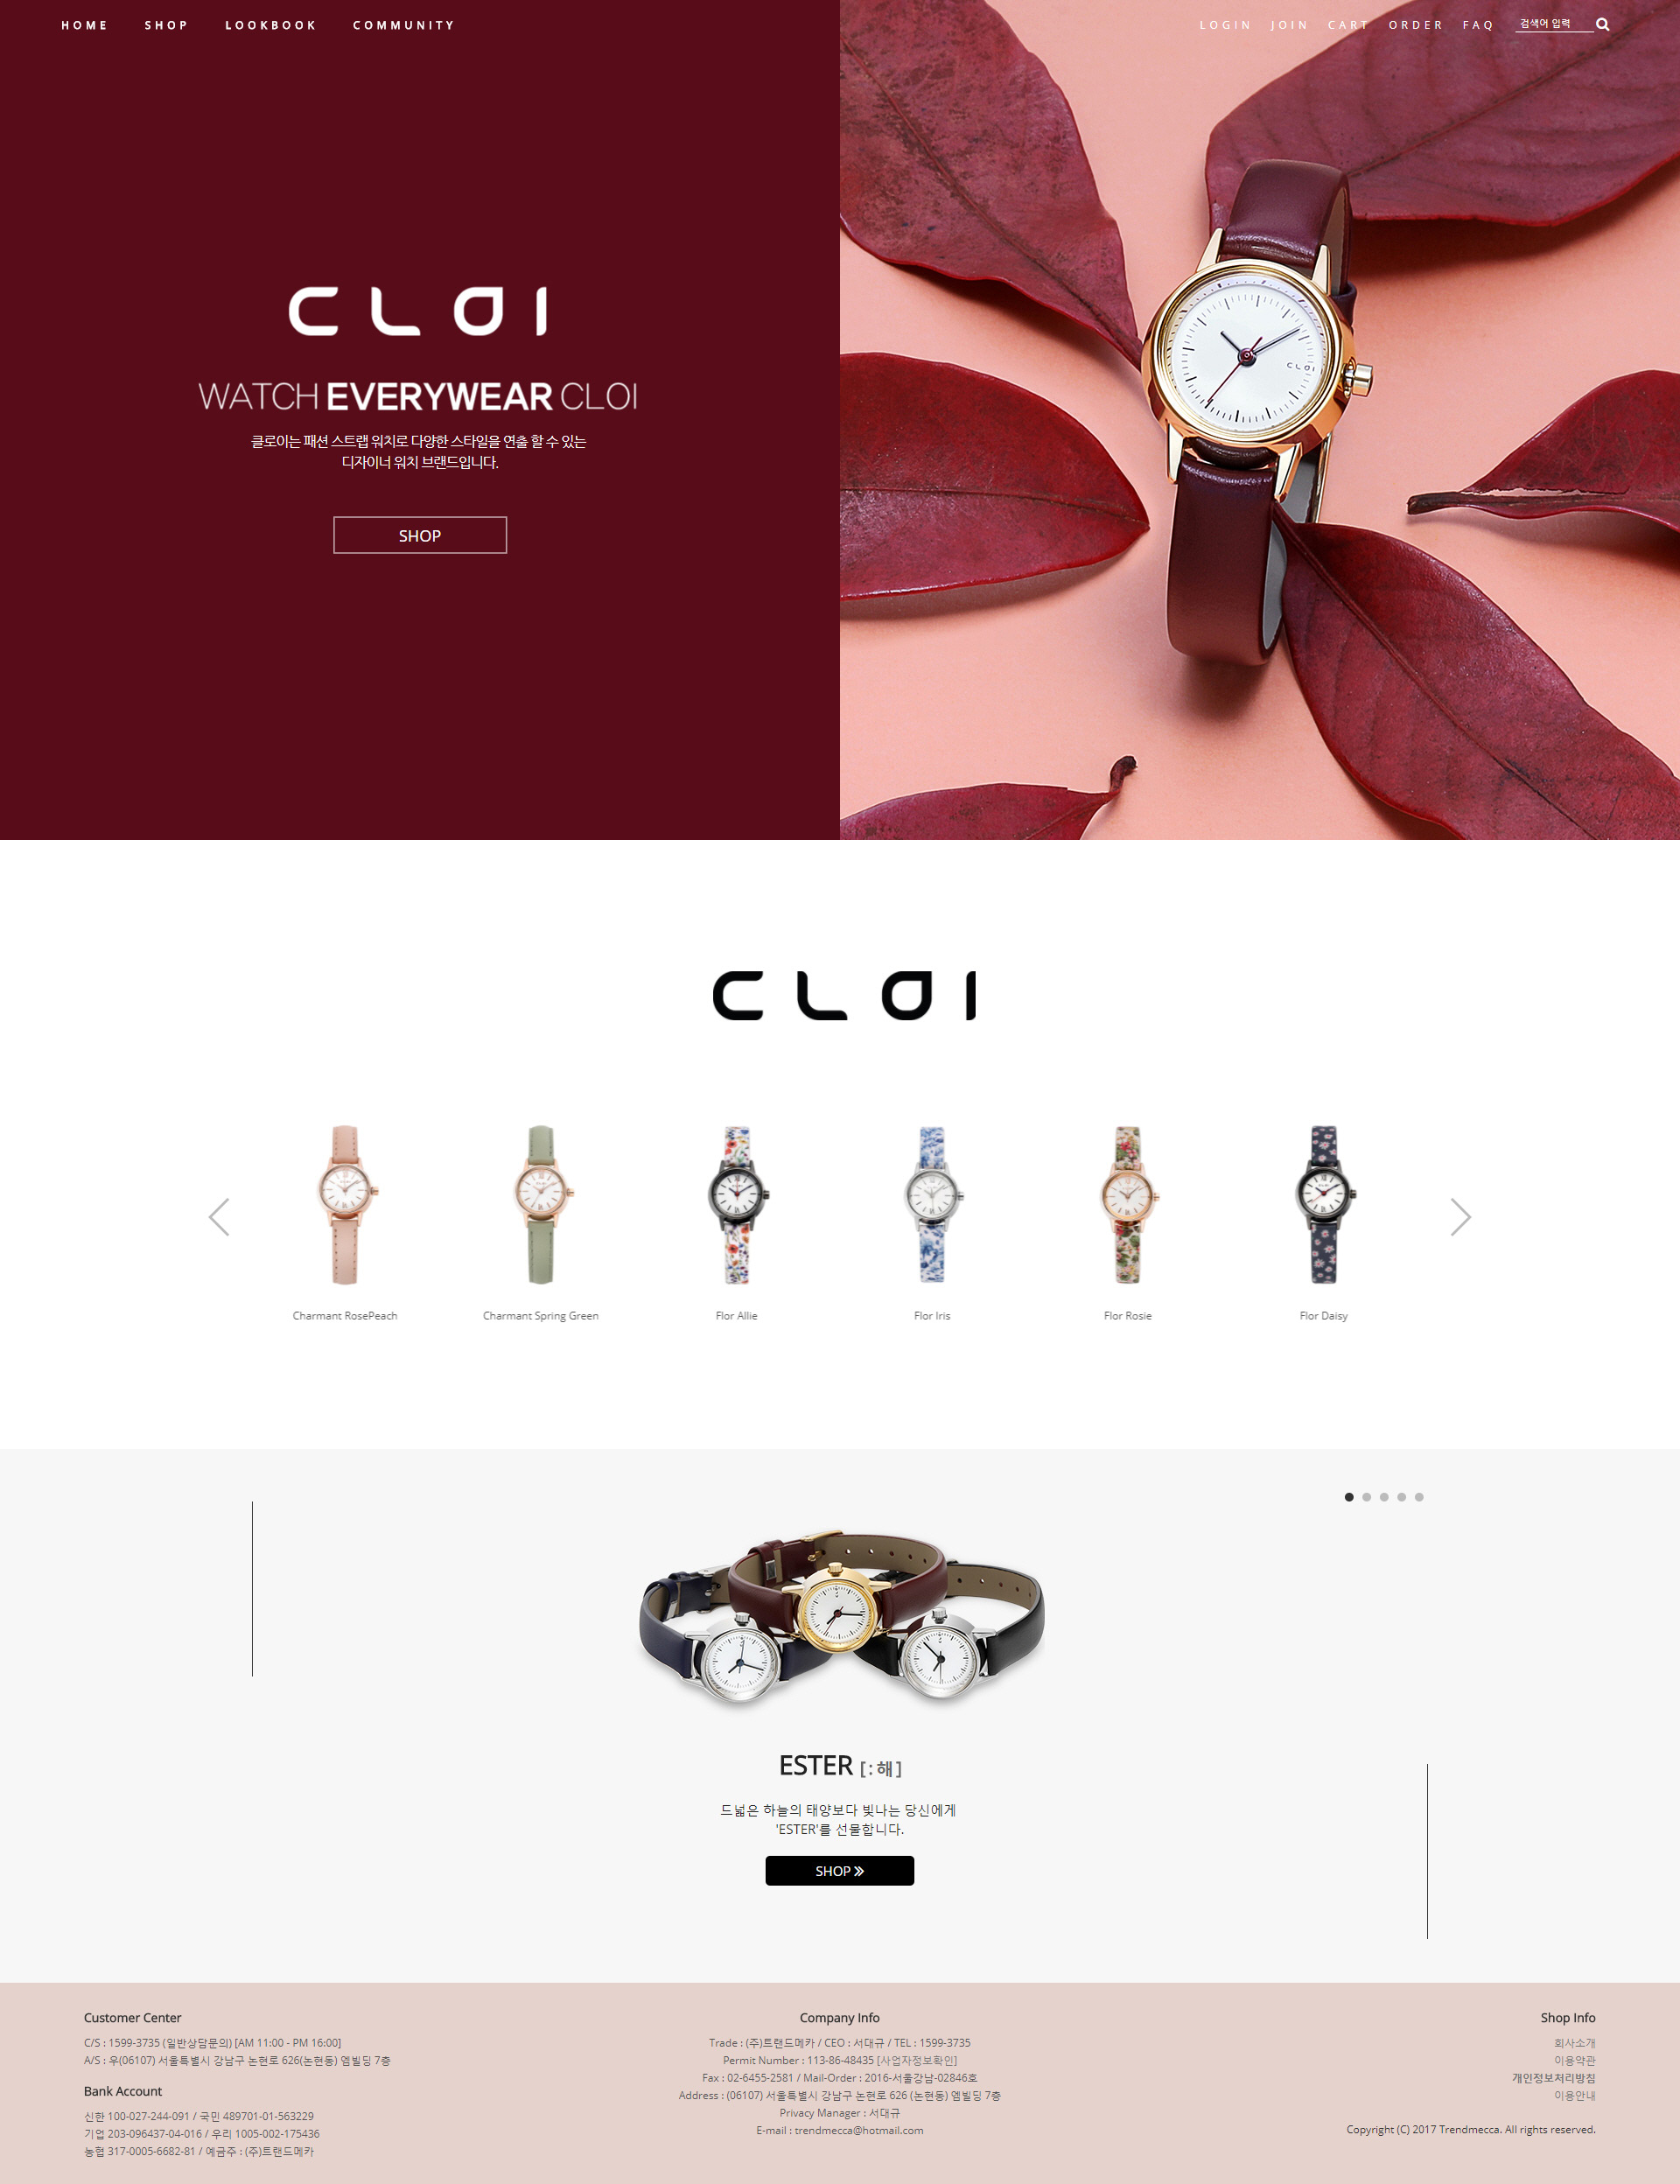 HOME SHOP LOOKBOOK COMMUNITY
LOGIN JOIN CART ORDER FAQ 검색어 입력
CLOI
WATCH EVERYWEAR CLOI
클로이는 패션 스트랩 워치로 다양한 스타일을 연출 할 수 있는
디자이너 워치 브랜드입니다.
SHOP
CLOI
CLOI
Charmant RosePeach
Charmant Spring Green
Flor Allie
Flor Iris
Flor Rosie
Flor Daisy
ESTER [:해]
드넓은 하늘의 태양보다 빛나는 당신에게
'ESTER'를 선물합니다.
SHOP
Customer Center
C/S : 1599-3735 (일반상담문의) [AM 11:00 - PM 16:00]
A/S : 우(06107) 서울특별시 강남구 논현로 626(논현동) 엠빌딩 7층
Bank Account
신한 100-027-244-091 / 국민 489701-01-563229
기업 203-096437-04-016 / 우리 1005-002-175436
농협 317-0005-6682-81 / 예금주 : (주)트랜드메카
Company Info
Trade : (주)트랜드메카 / CEO : 서대규 / TEL : 1599-3735
Permit Number : 113-86-48435 [사업자정보확인]
Fax : 02-6455-2581 / Mail-Order : 2016-서울강남-02846호
Address : (06107) 서울특별시 강남구 논현로 626 (논현동) 엠빌딩 7층
Privacy Manager : 서대규
E-mail : trendmecca@hotmail.com
Shop Info
회사소개
이용약관
개인정보처리방침
이용안내
Copyright (C) 2017 Trendmecca. All rights reserved.